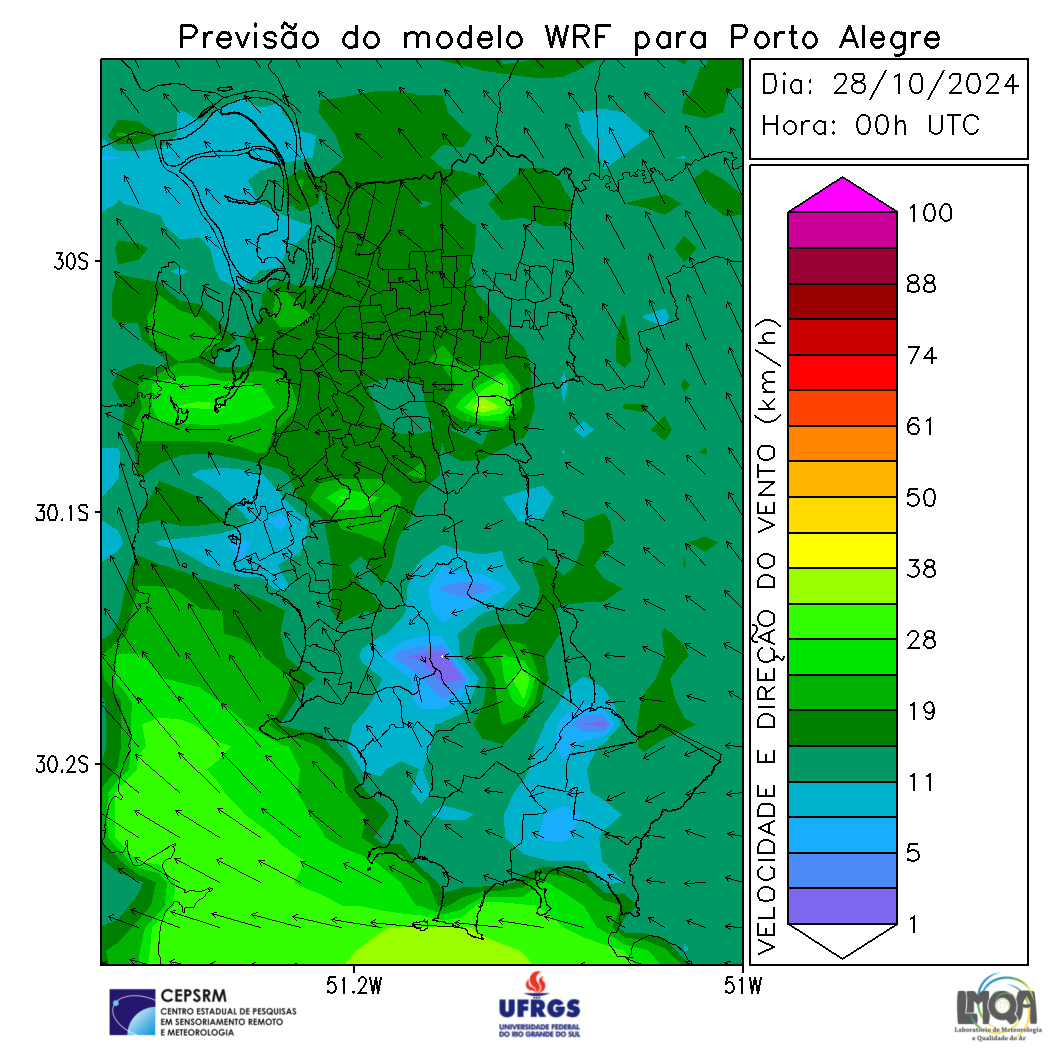 Previsão do modelo WRF para Porto Alegre
Dia: 28/10/2024
Hora: 00h UTC
30S
30.1S
30.2S
51.2W
51W
VELOCIDADE E DIREÇÃO DO VENTO (km/h)
100
88
74
61
50
38
28
19
11
5
1
CEPSRM
CENTRO ESTADUAL DE PESQUISAS
EM SENSORIAMENTO REMOTO
E METEOROLOGIA
UFRGS
UNIVERSIDADE FEDERAL
DO RIO GRANDE DO SUL
LMQA
Laboratório de Meteorologia
e Qualidade do Ar